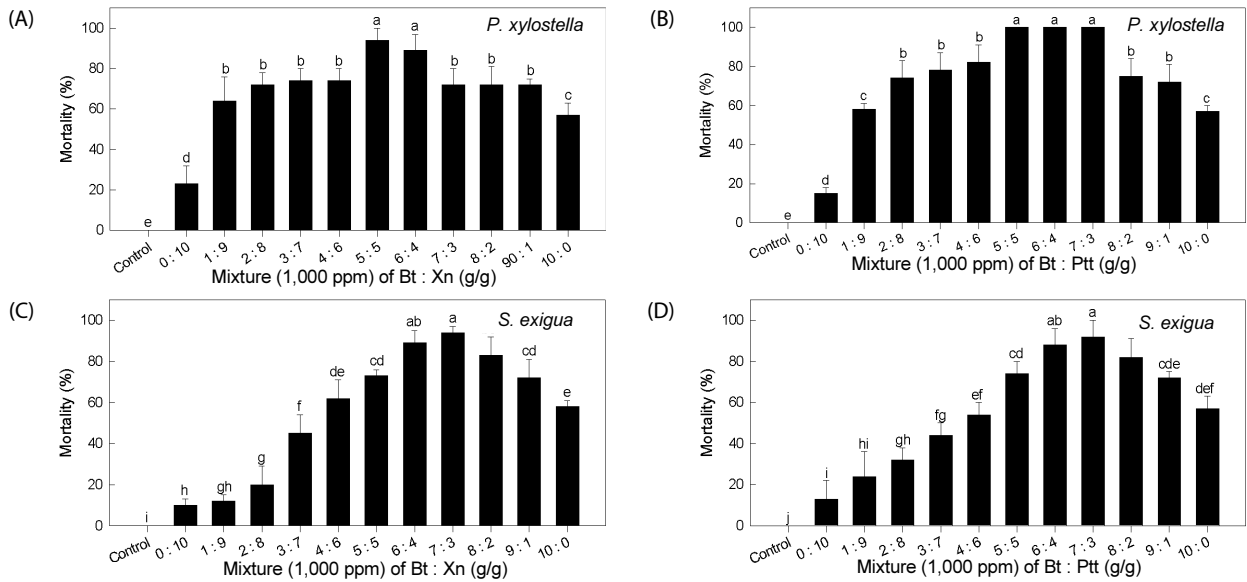 (A)
P. xylostella
a
a
b
b
b
b
b
b
b
c
d
e
100
80
60
40
20
0
Mortality (%)
Control
0 : 10
1 : 9
2 : 8
3 : 7
4 : 6
5 : 5
6 : 4
7 : 3
8 : 2
90 : 1
10 : 0
Mixture (1,000 ppm) of Bt : Xn (g/g)
(B)
P. xylostella
a
a
a
b
b
b
b
b
c
c
d
e
100
80
60
40
20
0
Mortality (%)
Control
0 : 10
1 : 9
2 : 8
3 : 7
4 : 6
5 : 5
6 : 4
7 : 3
8 : 2
9 : 1
10 : 0
Mixture (1,000 ppm) of Bt : Ptt (g/g)
(C)
S. exigua
ab
a
cd
cd
de
e
f
g
gh
h
i
100
80
60
40
20
0
Mortality (%)
Control
0 : 10
1 : 9
2 : 8
3 : 7
4 : 6
5 : 5
6 : 4
7 : 3
8 : 2
9 : 1
10 : 0
Mixture (1,000 ppm) of Bt : Xn (g/g)
(D)
S. exigua
ab
a
cd
cde
def
ef
fg
gh
hi
i
j
100
80
60
40
20
0
Mortality (%)
Control
0 : 10
1 : 9
2 : 8
3 : 7
4 : 6
5 : 5
6 : 4
7 : 3
8 : 2
9 : 1
10 : 0
Mixture (1,000 ppm) of Bt : Ptt (g/g)